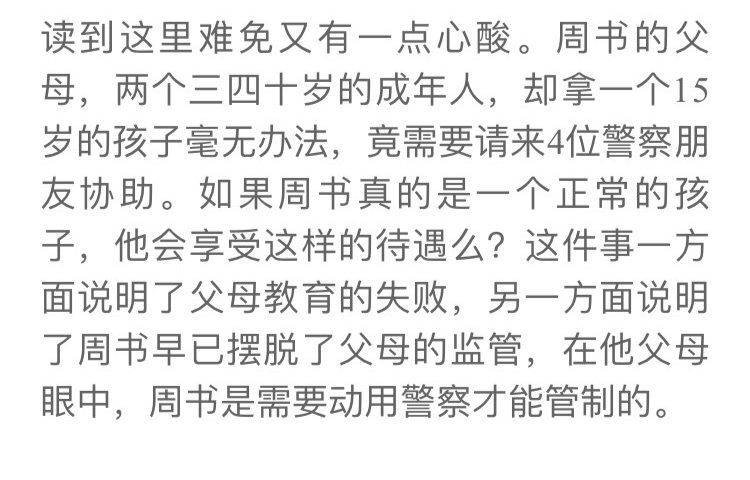 读到这里难免又有一点心酸。周书的父
母，两个三四十岁的成年人，却拿一个15
岁的孩子毫无办法，竟需要请来4位警察朋
友协助。如果周书真的是一个正常的孩
子，他会享受这样的待遇么？这件事一方
面说明了父母教育的失败，另一方面说明
了周书早已摆脱了父母的监管，在他父母
眼中，周书是需要动用警察才能管制的。